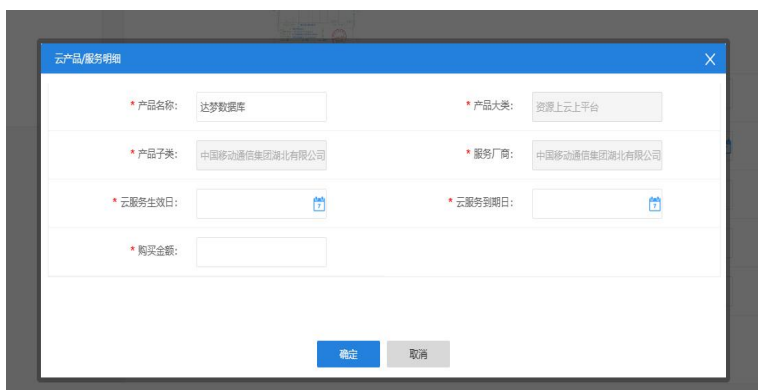 云产品/服务明细 X
* 产品名称: 达梦数据库 * 产品大类: 资源上云上平台
* 产品子类: 中国移动通信集团湖北有限公司 * 服务厂商: 中国移动通信集团湖北有限公司
* 云服务生效日: 7 * 云服务到期日: 7
* 购买金额:
确定 取消